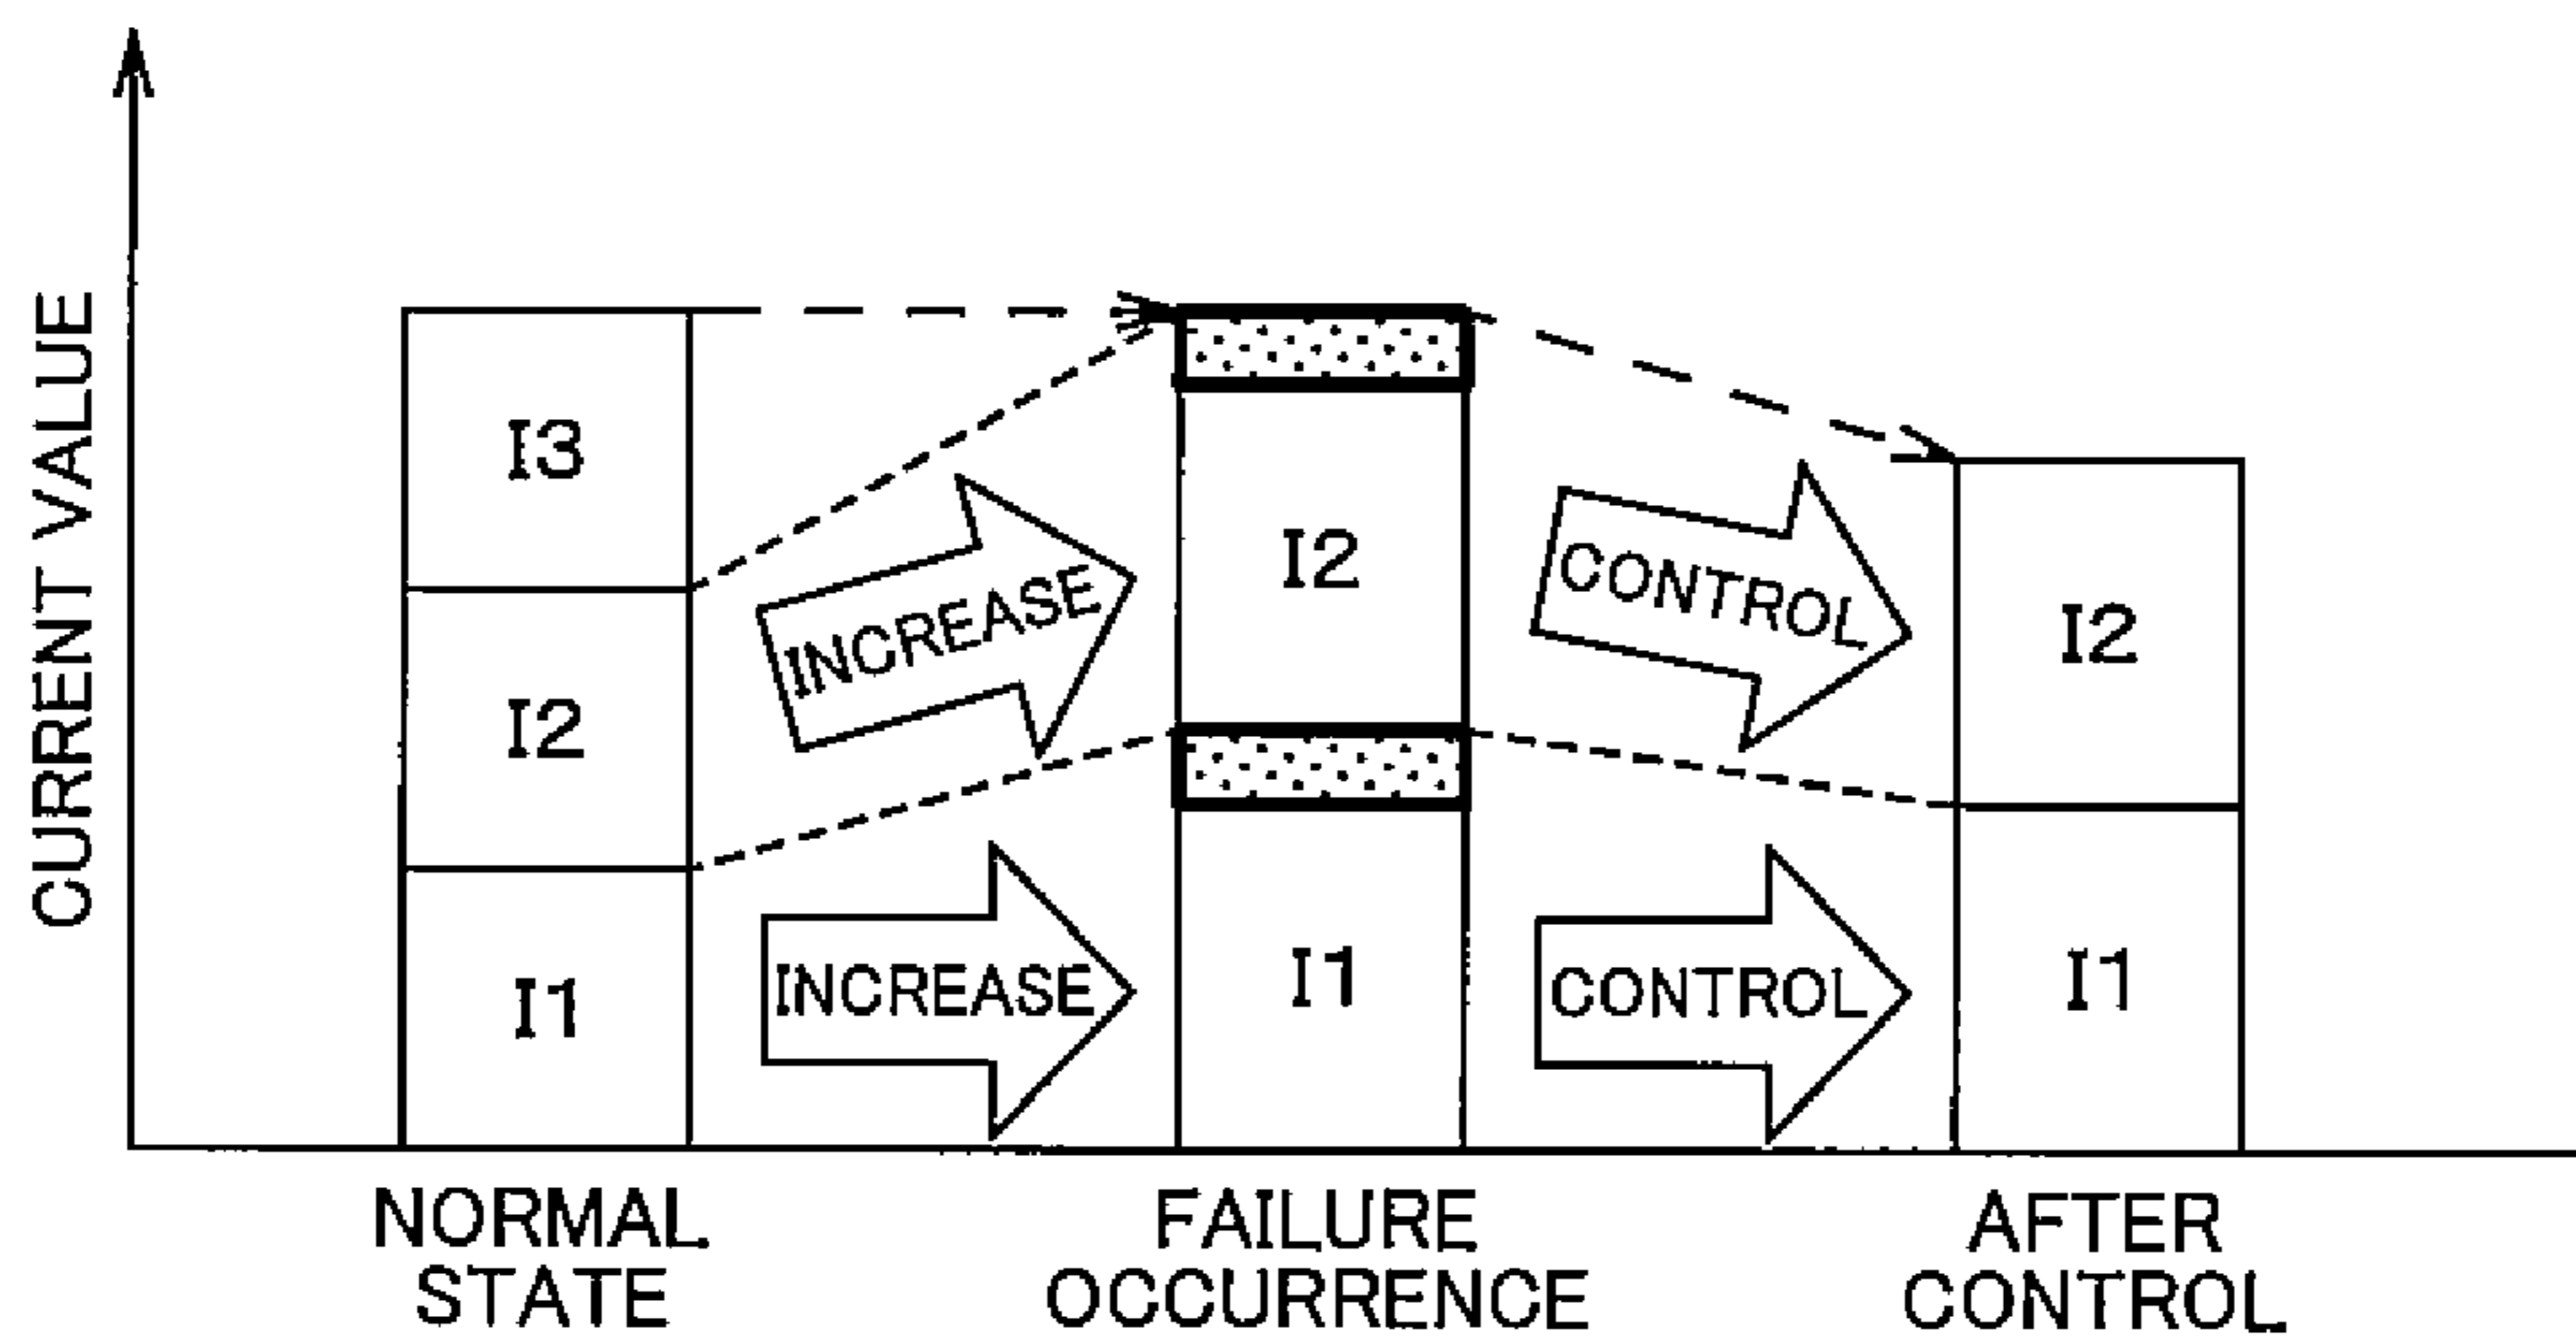 CURRENT VALUE
I3
I2
I1
INCREASE
INCREASE
I2
I1
CONTROL
CONTROL
I2
I1
NORMAL
STATE
FAILURE
OCCURRENCE
AFTER
CONTROL